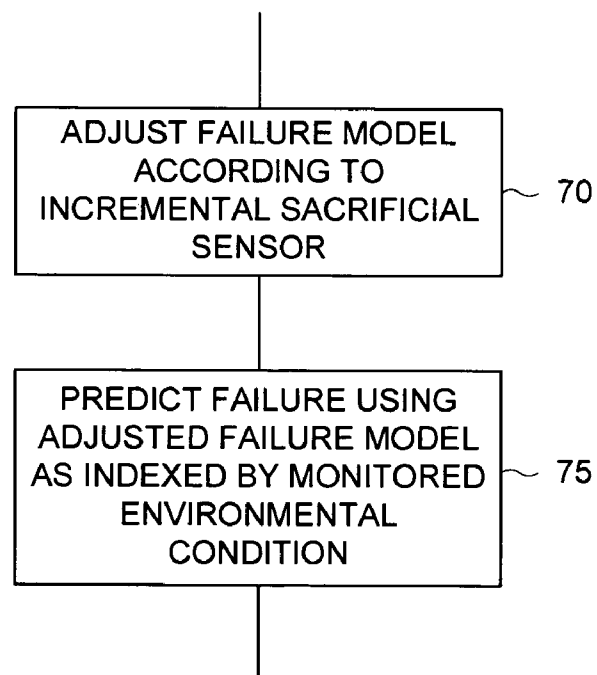 ADJUST FAILURE MODEL
ACCORDING TO
INCREMENTAL SACRIFICIAL
SENSOR
70
PREDICT FAILURE USING
ADJUSTED FAILURE MODEL
AS INDEXED BY MONITORED
ENVIRONMENTAL
CONDITION
75